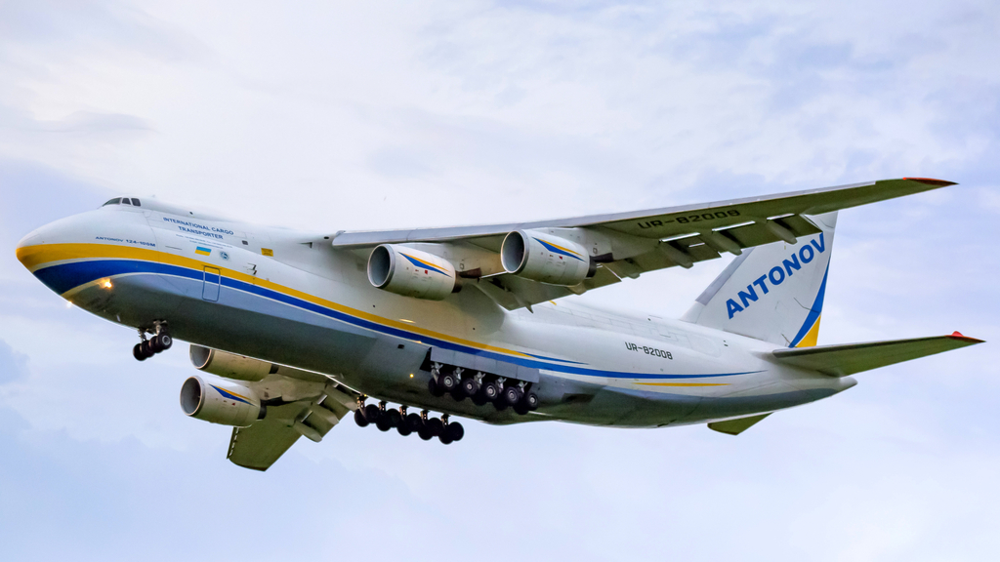 INTERNATIONAL CARGO
TRANSPORTER
ANTONOV 124-100M
UR-82008
ANTONOV
UR-82008